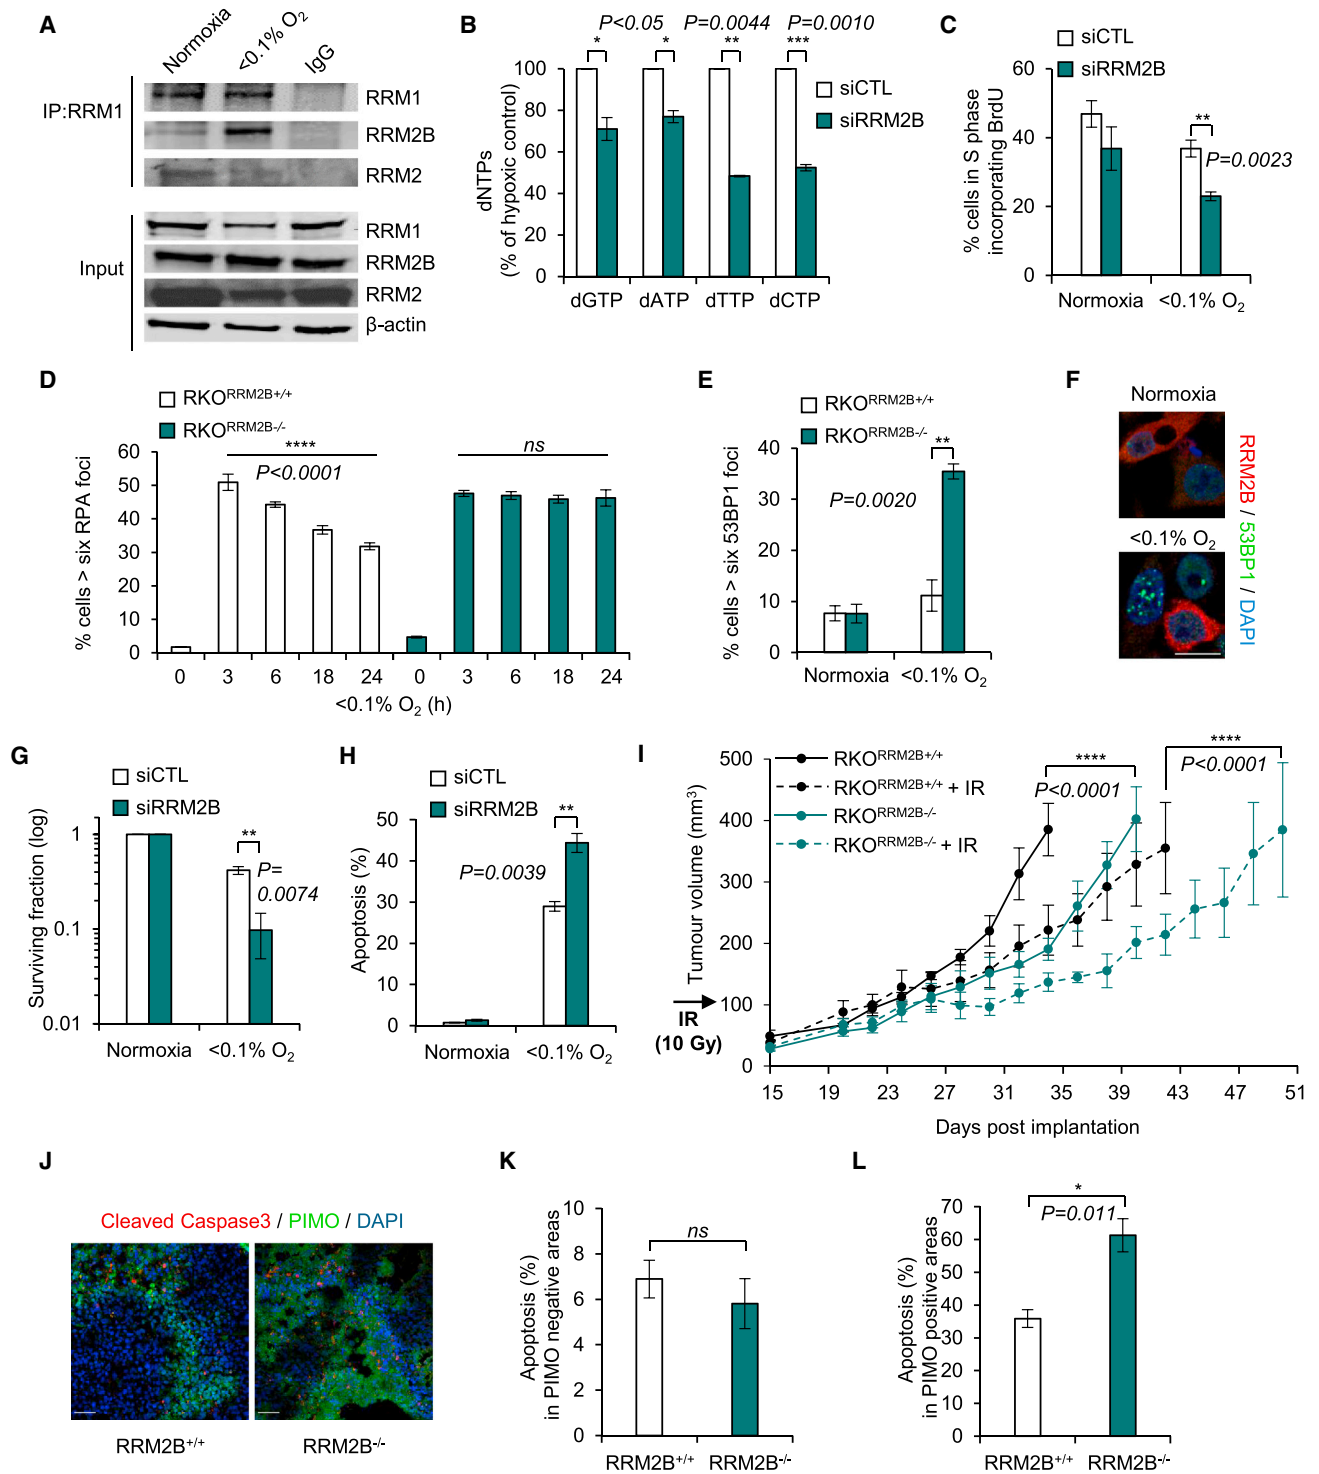 A
Normoxia
<0.1% O2
IgG
IP:RRM1
RRM1
RRM2B
RRM2
Input
RRM1
RRM2B
RRM2
β-actin
B
P<0.05 P=0.0044 P=0.0010
* * ** ***
siCTL
siRRM2B
dNTPs
(% of hypoxic control)
100
80
60
40
20
0
dGTP dATP dTTP dCTP
C
siCTL
siRRM2B
% cells in S phase
incorporating BrdU
60
40
20
0
**
P=0.0023
Normoxia <0.1% O2
D
RKORRM2B+/+
RKORRM2B-/-
% cells > six RPA foci
60
50
40
30
20
10
0
****
P<0.0001
ns
0 3 6 18 24 0 3 6 18 24
<0.1% O2 (h)
E
RKORRM2B+/+
RKORRM2B-/-
% cells > six 53BP1 foci
40
30
20
10
0
**
P=0.0020
Normoxia <0.1% O2
F
Normoxia
<0.1% O2
RRM2B / 53BP1 / DAPI
G
siCTL
siRRM2B
Surviving fraction (log)
1
0.1
0.01
**
P=
0.0074
Normoxia <0.1% O2
H
siCTL
siRRM2B
Apoptosis (%)
50
40
30
20
10
0
**
P=0.0039
Normoxia <0.1% O2
I
RKORRM2B+/+
RKORRM2B+/+ + IR
RKORRM2B-/-
RKORRM2B-/- + IR
Tumour volume (mm3)
500
400
300
200
100
0
IR
(10 Gy)
****
P<0.0001
****
P<0.0001
15 19 23 27 31 35 39 43 47 51
Days post implantation
J
Cleaved Caspase3 / PIMO / DAPI
RRM2B+/+ RRM2B-/-
K
Apoptosis (%)
in PIMO negative areas
10
8
6
4
2
0
ns
RRM2B+/+ RRM2B-/-
L
Apoptosis (%)
in PIMO positive areas
70
60
50
40
30
20
10
0
*
P=0.011
RRM2B+/+ RRM2B-/-